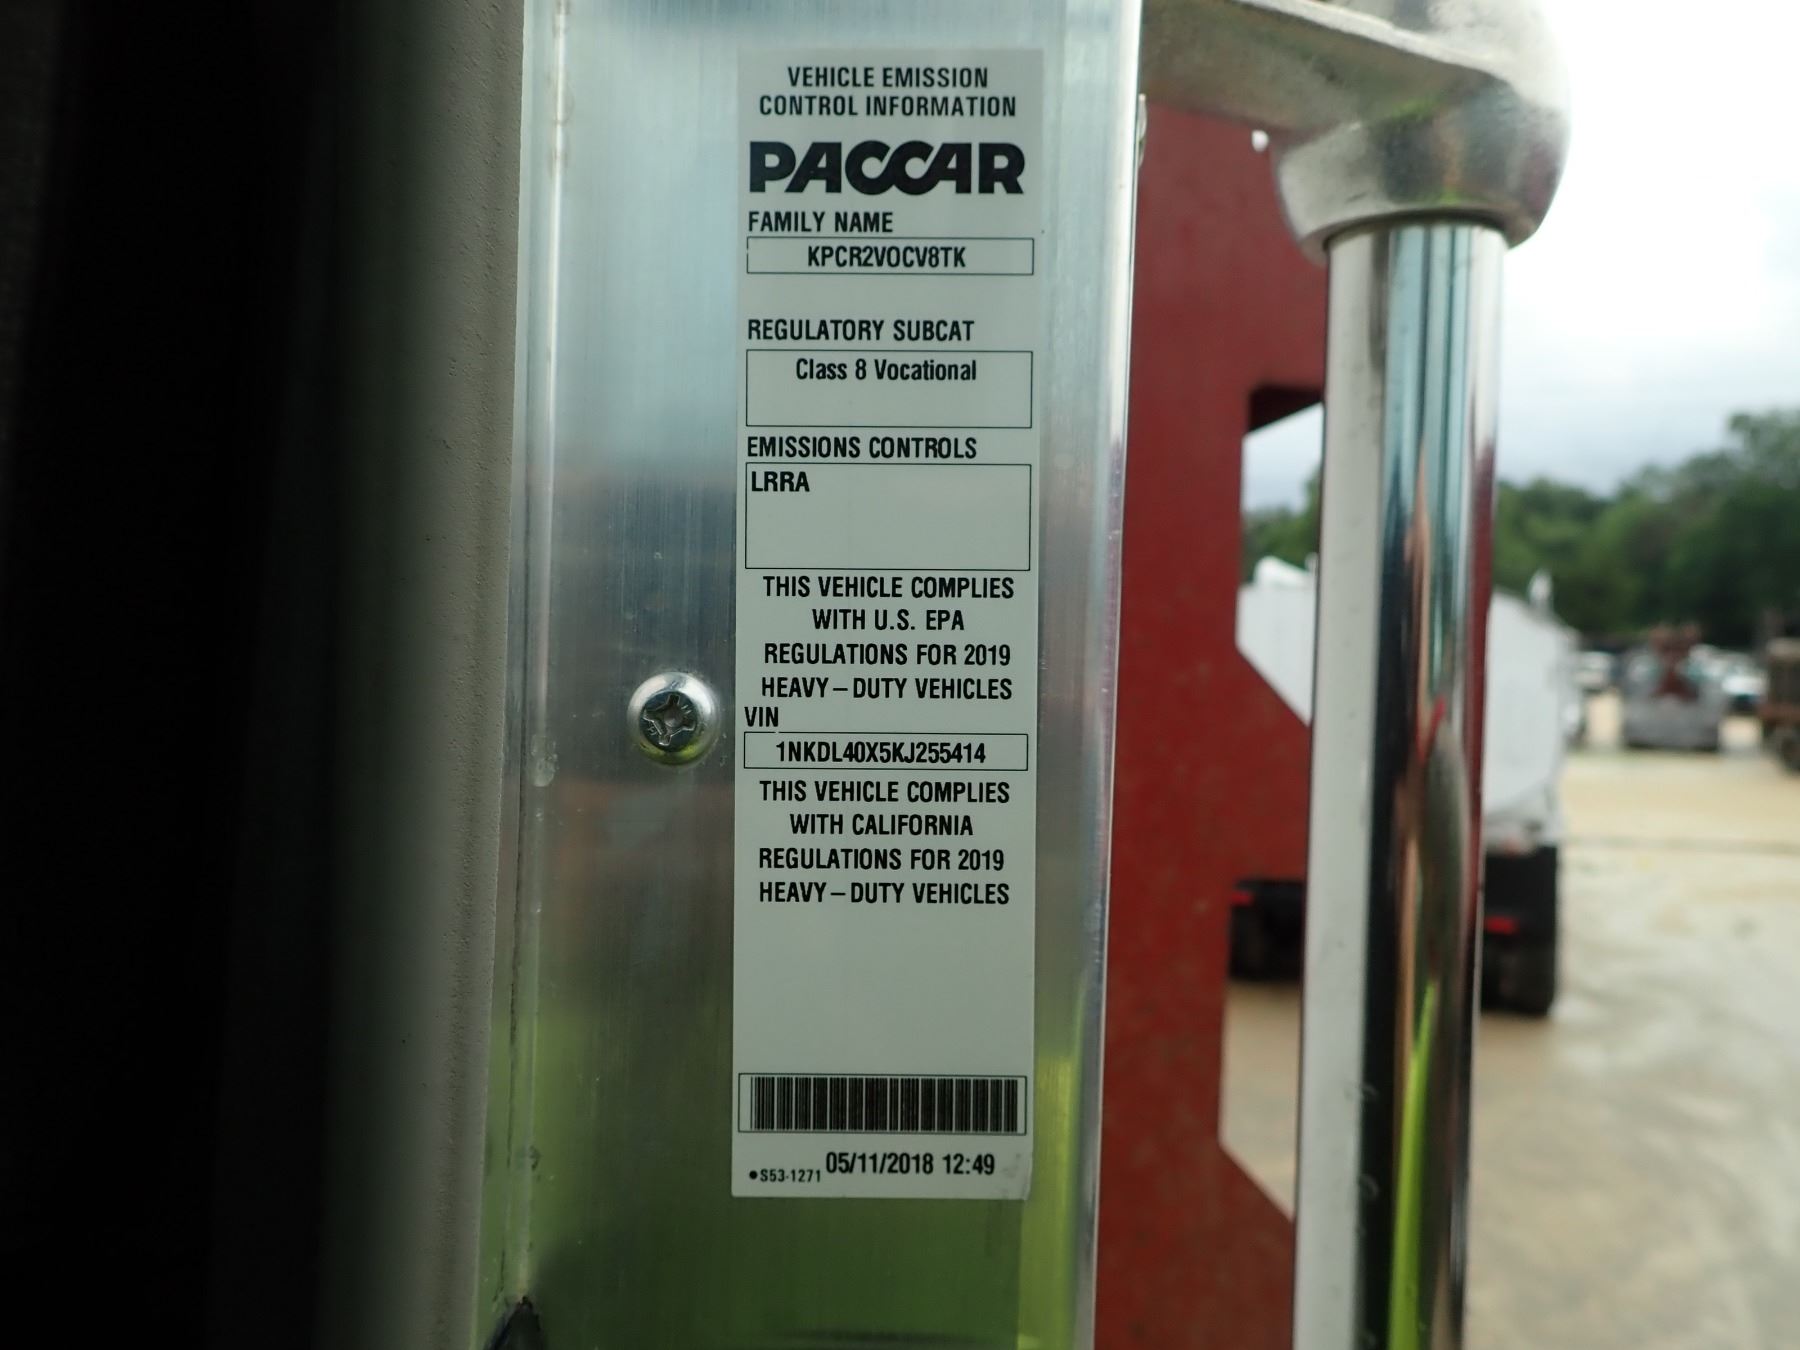 VEHICLE EMISSION
CONTROL INFORMATION
PACCAR
FAMILY NAME
KPCR2VOCV8TK
REGULATORY SUBCAT
Class 8 Vocational
EMISSIONS CONTROLS
LRRA
THIS VEHICLE COMPLIES
WITH U.S. EPA
REGULATIONS FOR 2019
HEAVY–DUTY VEHICLES
VIN
1NKDL40X5KJ255414
THIS VEHICLE COMPLIES
WITH CALIFORNIA
REGULATIONS FOR 2019
HEAVY–DUTY VEHICLES
•S53-1271 05/11/2018 12:49